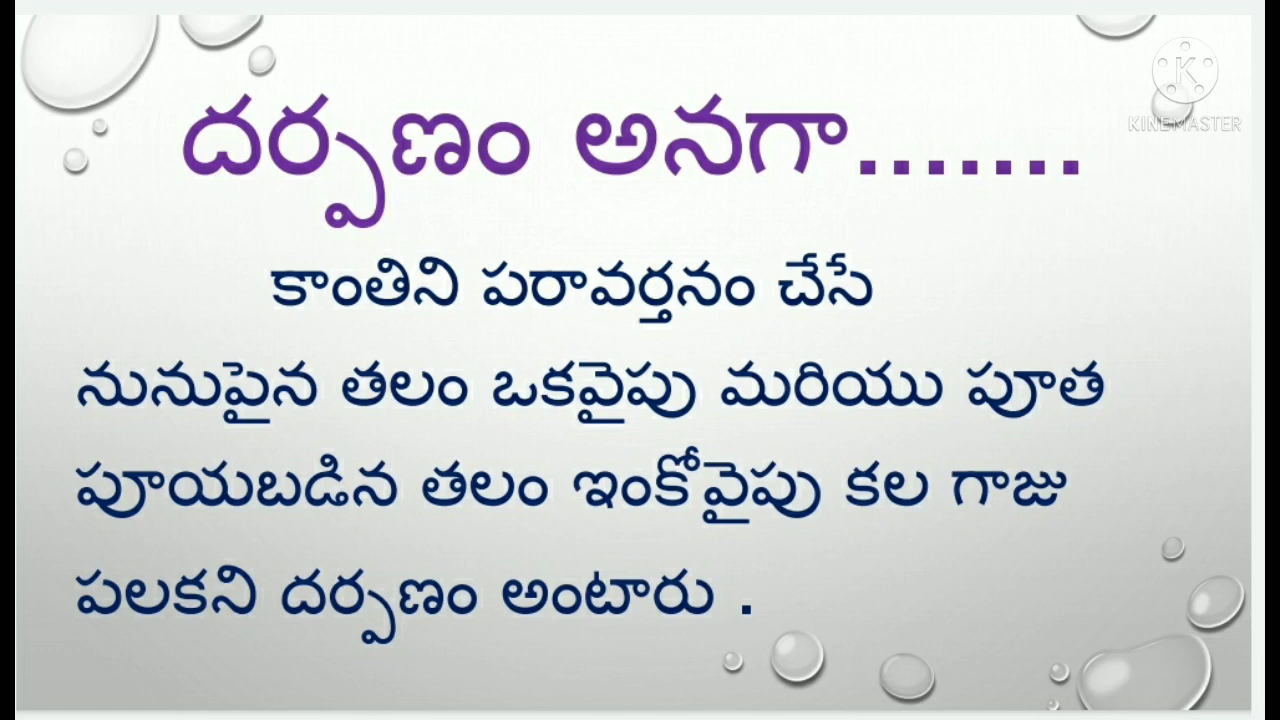 దర్పణం అనగా.......
KINEMASTER
కాంతిని పరావర్తనం చేసే
నునుపైన తలం ఒకవైపు మరియు పూత
పూయబడిన తలం ఇంకోవైపు కల గాజు
పలకని దర్పణం అంటారు .